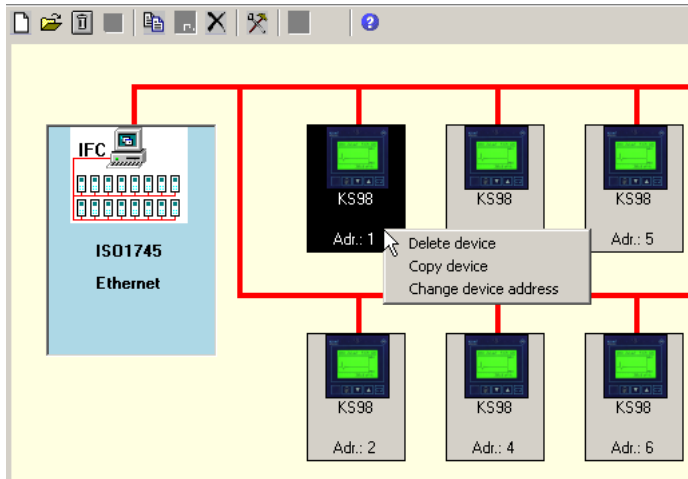 IFC
ISO1745
Ethernet
KS98
Adr.: 1
KS98
KS98
Adr.: 5
Delete device
Copy device
Change device address
KS98
Adr.: 2
KS98
Adr.: 4
KS98
Adr.: 6